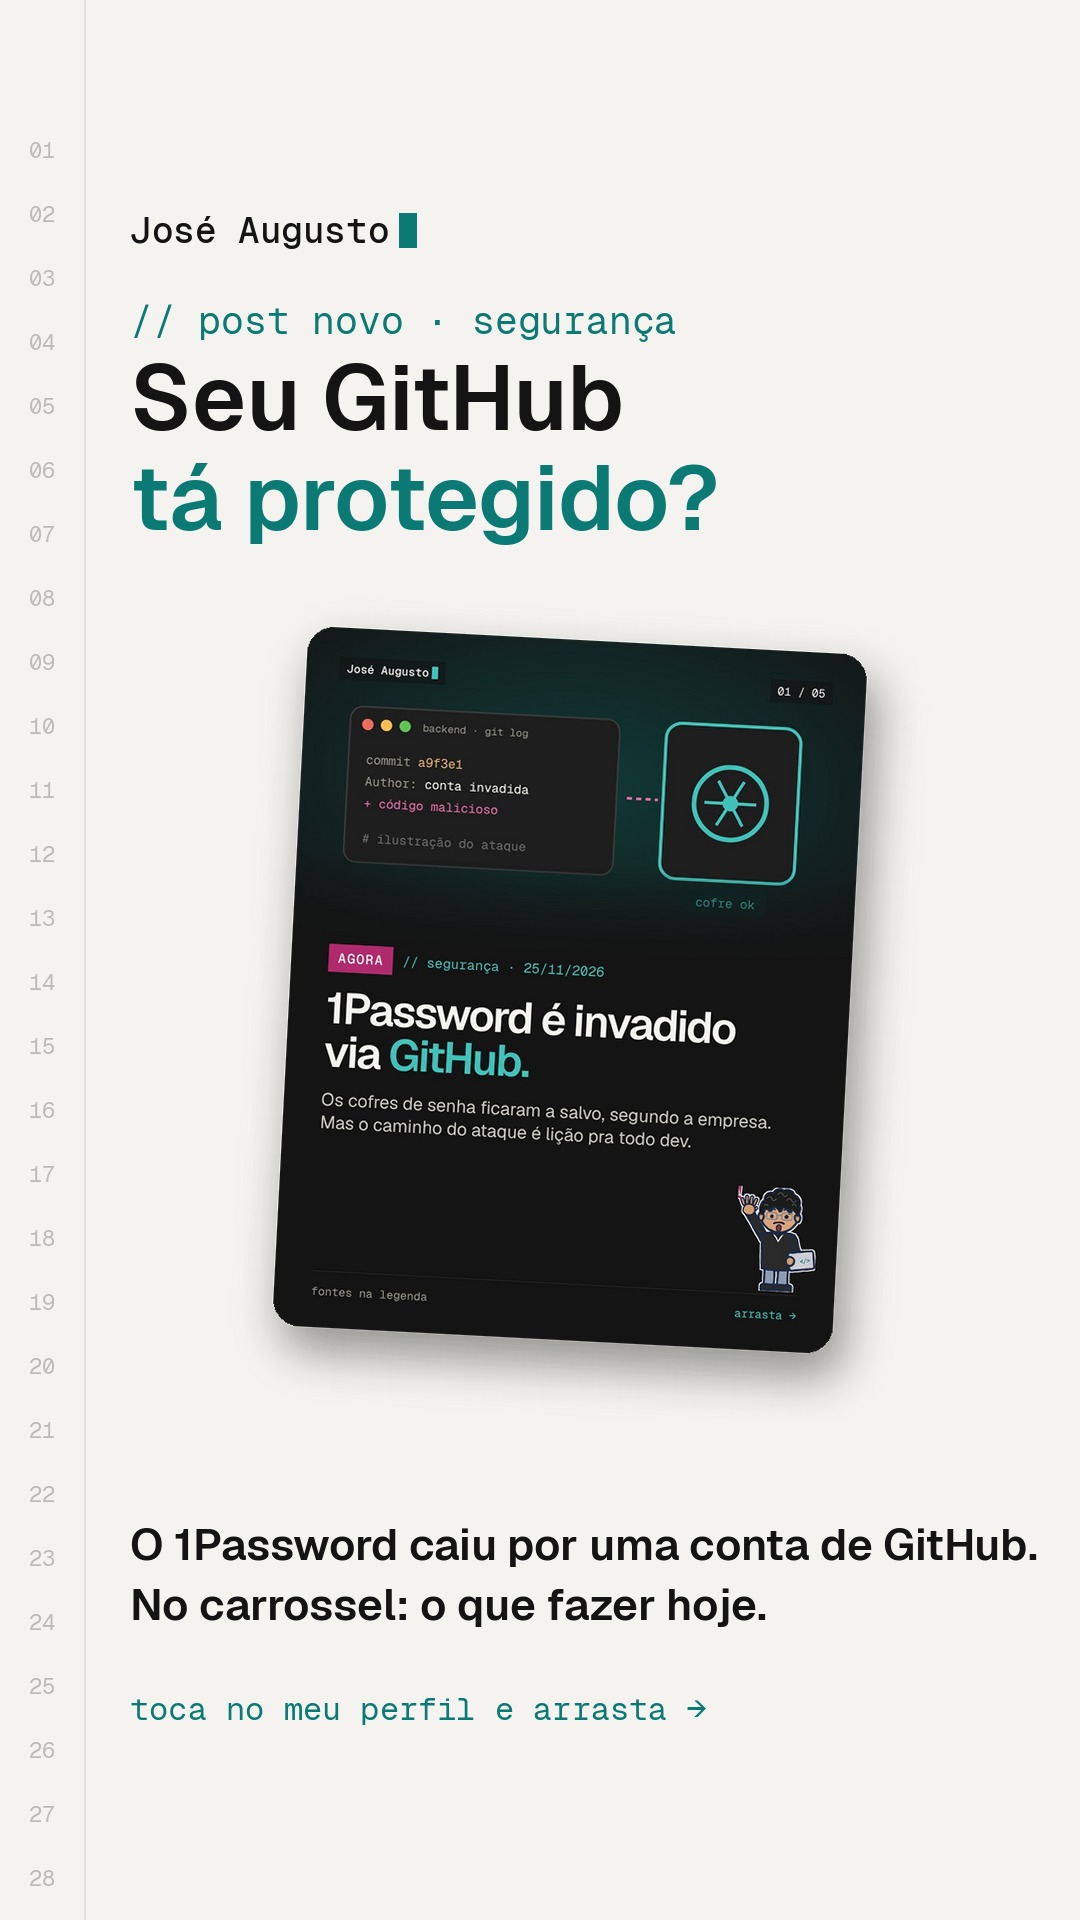 01
02
03
04
05
06
07
08
09
10
11
12
13
14
15
16
17
18
19
20
21
22
23
24
25
26
27
28
José Augusto
// post novo · segurança
Seu GitHub
tá protegido?
José Augusto
01 / 05
backend · git log
commit a9f3e1
Author: conta invadida
+ código malicioso
# ilustração do ataque
cofre ok
AGORA // segurança · 25/11/2026
1Password é invadido
via GitHub.
Os cofres de senha ficaram a salvo, segundo a empresa.
Mas o caminho do ataque é lição pra todo dev.
</>
fontes na legenda
arrasta →
O 1Password caiu por uma conta de GitHub.
No carrossel: o que fazer hoje.
toca no meu perfil e arrasta →